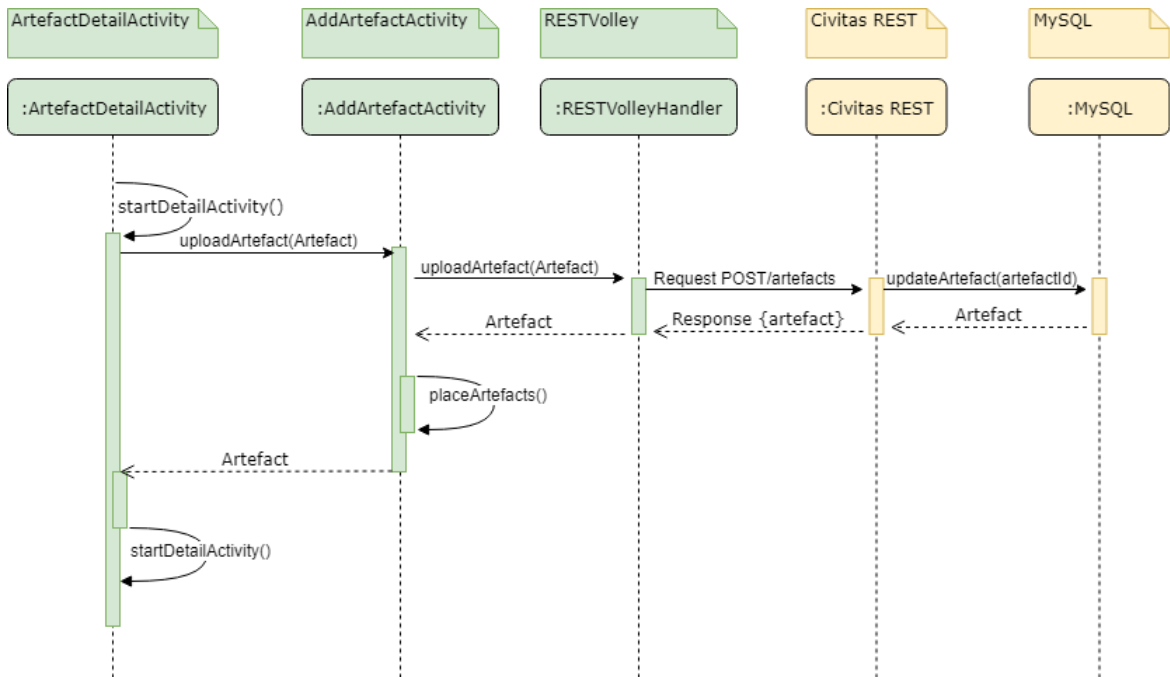 ArtefactDetailActivity
AddArtefactActivity
RESTVolley
Civitas REST
MySQL
:ArtefactDetailActivity
:AddArtefactActivity
:RESTVolleyHandler
:Civitas REST
:MySQL
startDetailActivity()
uploadArtefact(Artefact)
uploadArtefact(Artefact)
Request POST/artefacts
updateArtefact(artefactId)
Artefact
Response {artefact}
Artefact
placeArtefacts()
Artefact
startDetailActivity()